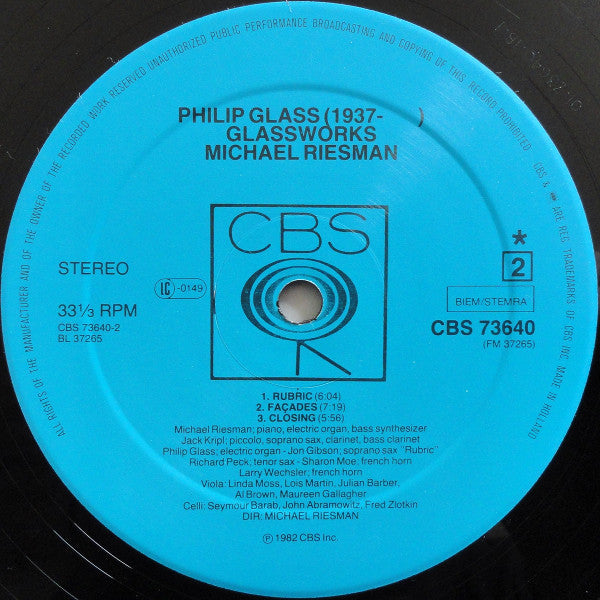 ALL RIGHTS OF THE MANUFACTURER AND OF THE OWNER OF THE RECORDED WORK RESERVED UNAUTHORIZED PUBLIC PERFORMANCE BROADCASTING AND COPYING OF THIS RECORD PROHIBITED
CBS & ARE REG. TRADEMARKS OF CBS INC. MADE IN HOLLAND
PHILIP GLASS (1937- )
GLASSWORKS
MICHAEL RIESMAN
CBS
STEREO
IC -0149
*
2
33⅓ RPM
CBS 73640-2
BL 37265
BIEM/STEMRA
CBS 73640
(FM 37265)
1. RUBRIC (6:04)
2. FAÇADES (7:19)
3. CLOSING (5:56)
Michael Riesman; piano, electric organ, bass synthesizer
Jack Kripl; piccolo, soprano sax, clarinet, bass clarinet
Philip Glass; electric organ - Jon Gibson; soprano sax "Rubric"
Richard Peck; tenor sax - Sharon Moe, french horn
Larry Wechsler; french horn
Viola: Linda Moss, Lois Martin, Julian Barber,
Al Brown, Maureen Gallagher
Celli: Seymour Barab, John Abramowitz, Fred Zlotkin
DIR: MICHAEL RIESMAN
℗ 1982 CBS Inc.